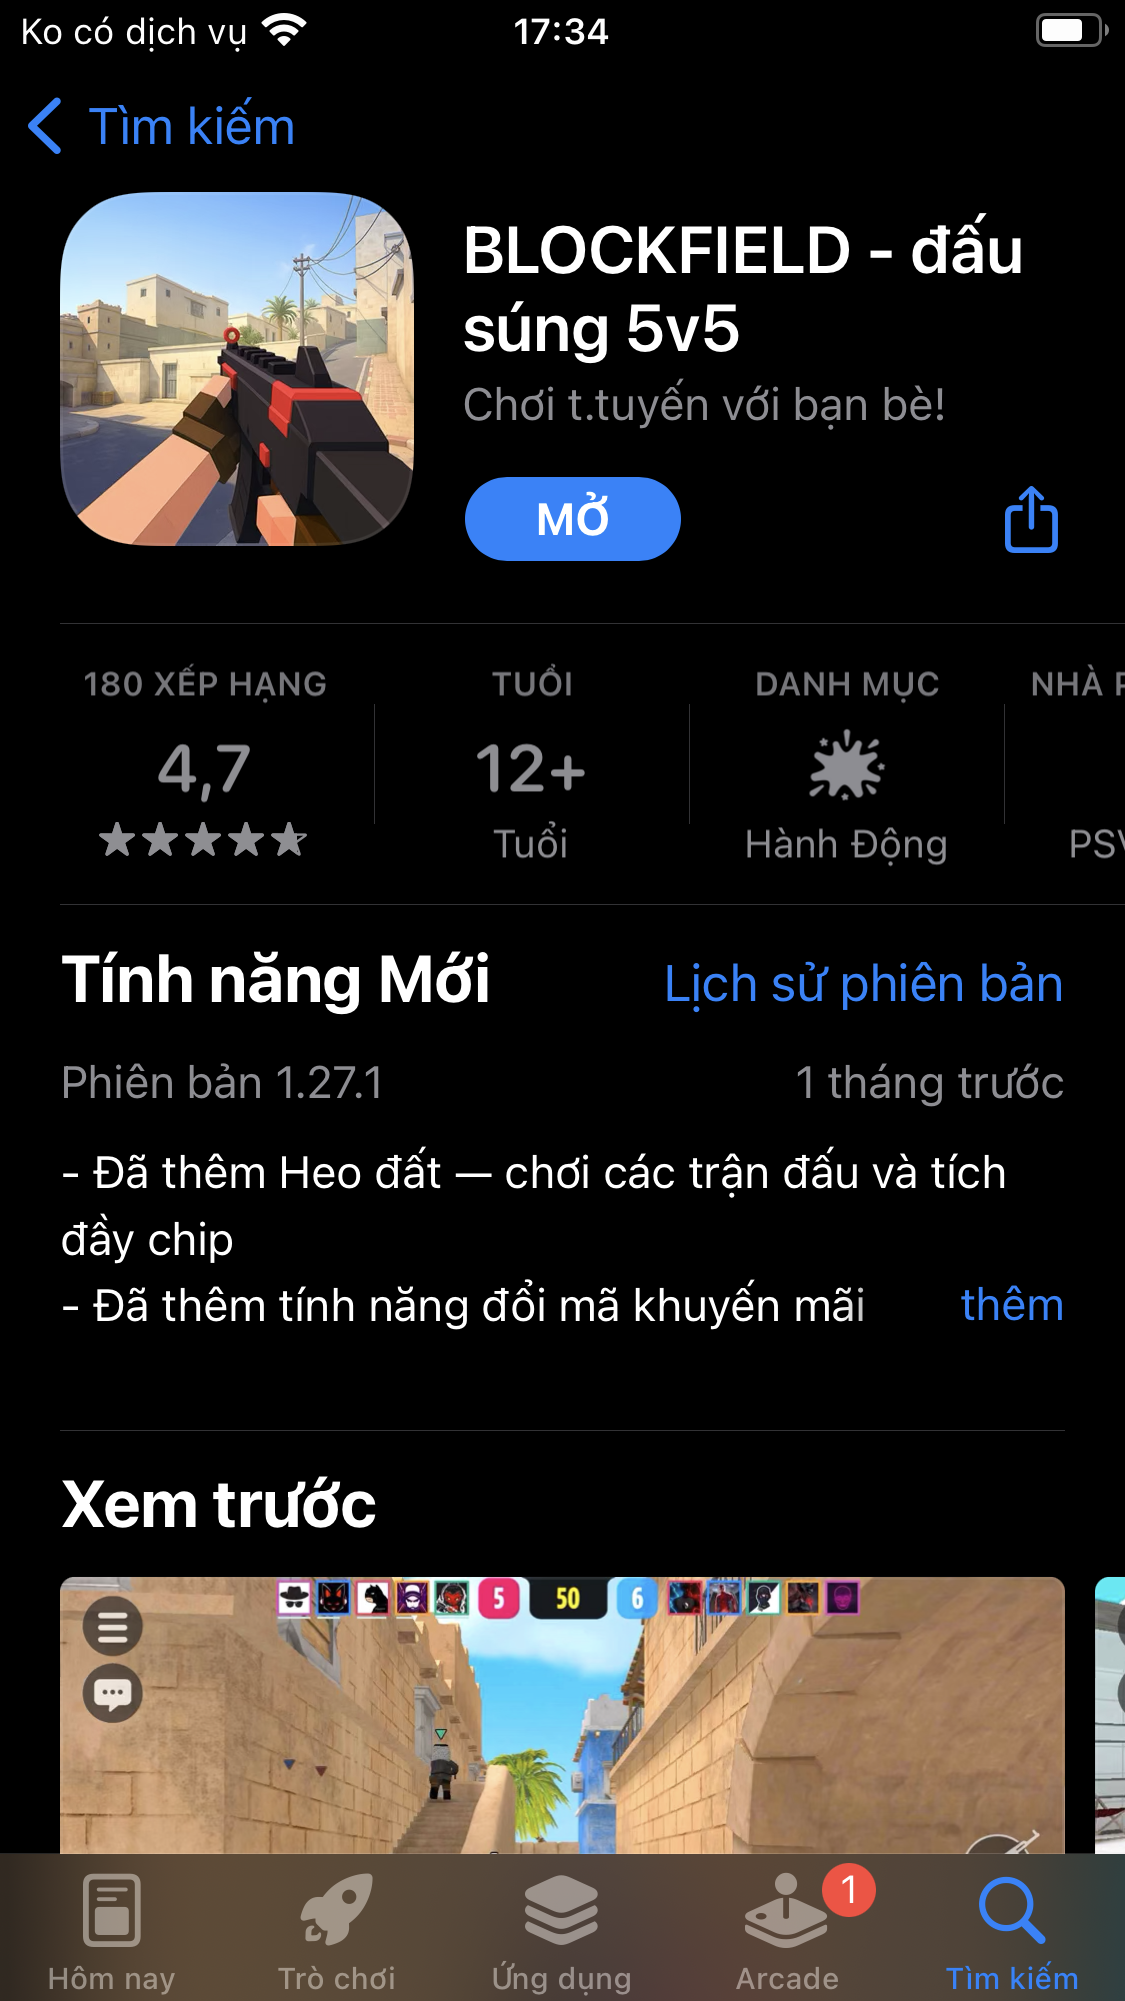 Ko có dịch vụ 17:34
Tìm kiếm
BLOCKFIELD - đấu
súng 5v5
Chơi t.tuyến với bạn bè!
MỞ
180 XẾP HẠNG TUỔI DANH MỤC NHÀ
4,7 12+
Tuổi Hành Động PSV
Tính năng Mới Lịch sử phiên bản
Phiên bản 1.27.1 1 tháng trước
- Đã thêm Heo đất — chơi các trận đấu và tích
đầy chip
- Đã thêm tính năng đổi mã khuyến mãi thêm
Xem trước
5 50 6
1
Hôm nay Trò chơi Ứng dụng Arcade Tìm kiếm